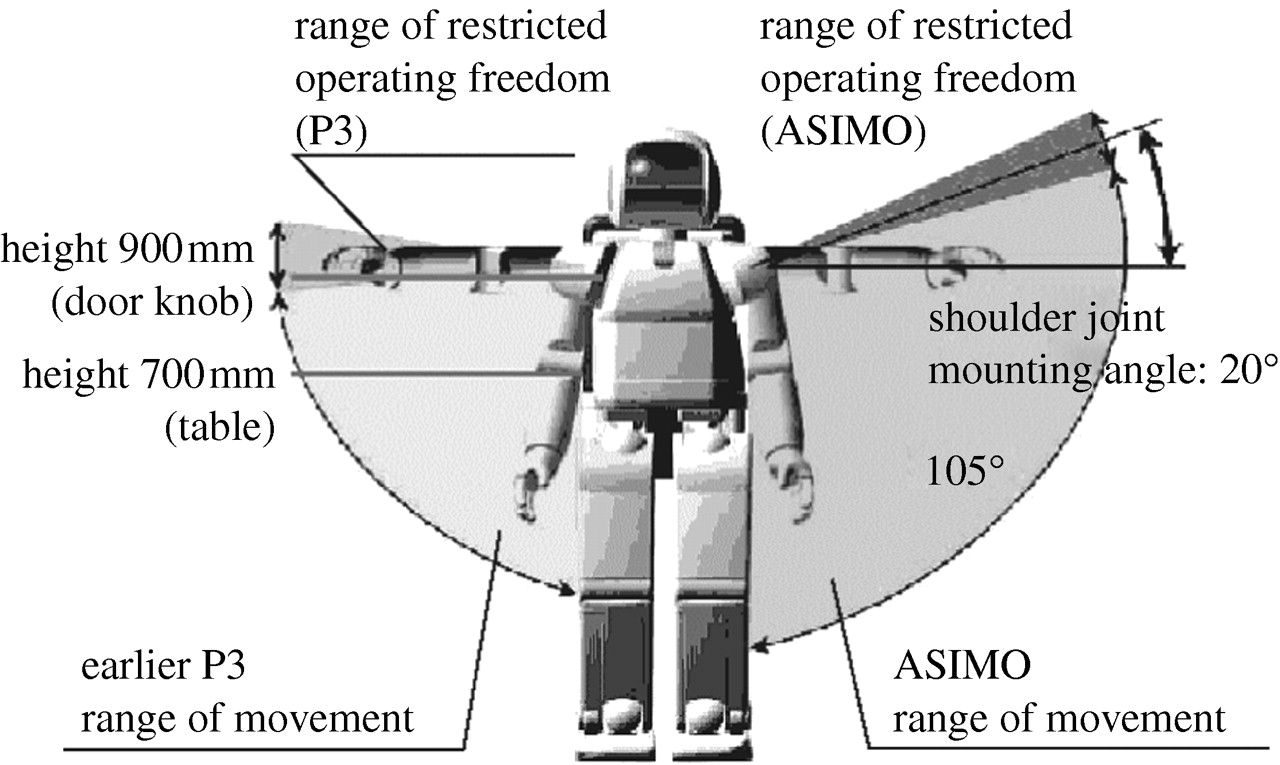 range of restricted
operating freedom
(P3)
range of restricted
operating freedom
(ASIMO)
height 900 mm
(door knob)
height 700 mm
(table)
shoulder joint
mounting angle: 20°
105°
earlier P3
range of movement
ASIMO
range of movement